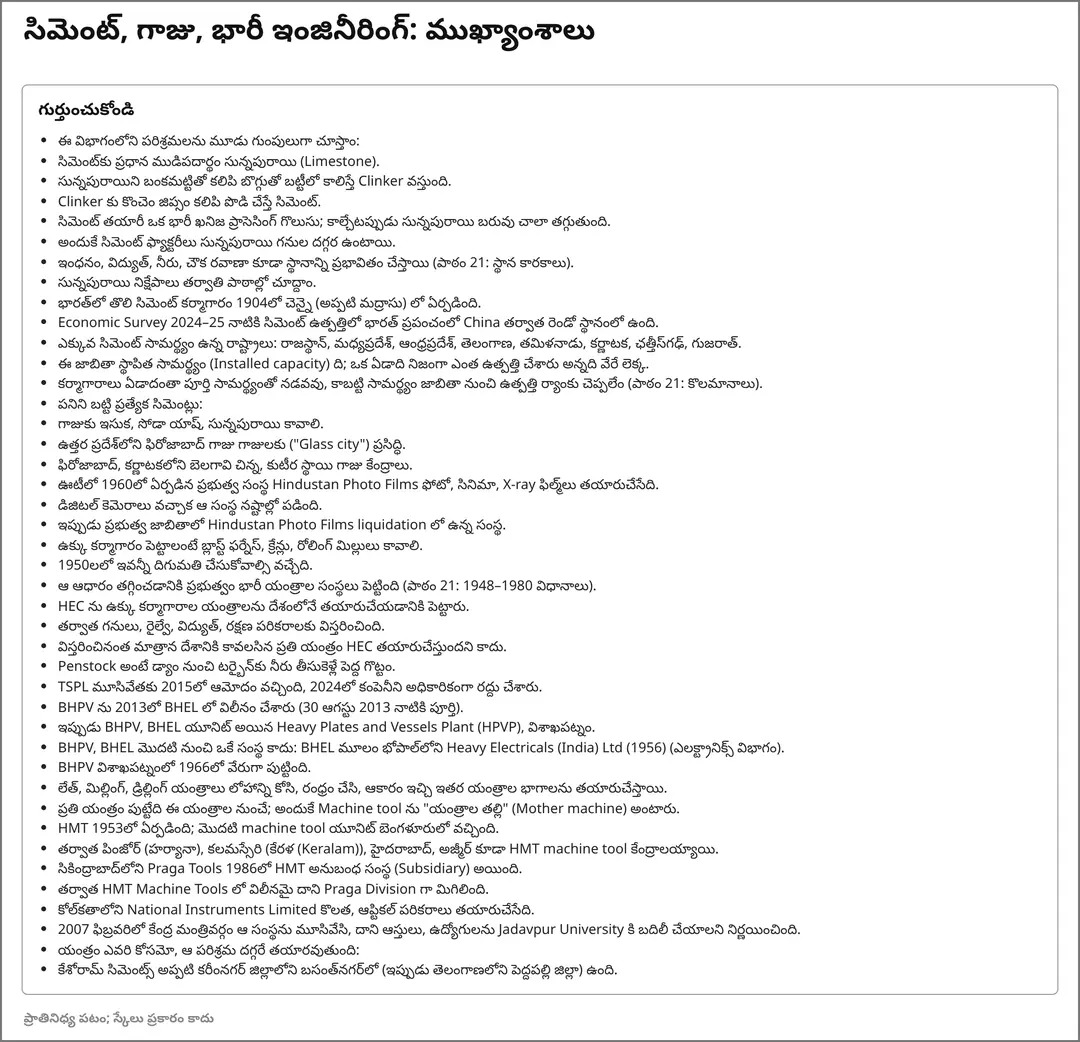 సిమెంట్, గాజు, భారీ ఇంజినీరింగ్: ముఖ్యాంశాలు
గుర్తుంచుకోండి
• ఈ విభాగంలోని పరిశ్రమలను మూడు గుంపులుగా చూస్తాం:
• సిమెంట్‌కు ప్రధాన ముడిపదార్థం సున్నపురాయి (Limestone).
• సున్నపురాయిని బంకమట్టితో కలిపి బొగ్గుతో బట్టీలో కాలిస్తే Clinker వస్తుంది.
• Clinker కు కొంచెం జిప్సం కలిపి పొడి చేస్తే సిమెంట్.
• సిమెంట్ తయారీ ఒక భారీ ఖనిజ ప్రాసెసింగ్ గొలుసు; కాల్చేటప్పుడు సున్నపురాయి బరువు చాలా తగ్గుతుంది.
• అందుకే సిమెంట్ ఫ్యాక్టరీలు సున్నపురాయి గనుల దగ్గర ఉంటాయి.
• ఇంధనం, విద్యుత్, నీరు, చౌక రవాణా కూడా స్థానాన్ని ప్రభావితం చేస్తాయి (పాఠం 21: స్థాన కారకాలు).
• సున్నపురాయి నిక్షేపాలు తర్వాతి పాఠాల్లో చూద్దాం.
• భారత్‌లో తొలి సిమెంట్ కర్మాగారం 1904లో చెన్నై (అప్పటి మద్రాసు) లో ఏర్పడింది.
• Economic Survey 2024–25 నాటికి సిమెంట్ ఉత్పత్తిలో భారత్ ప్రపంచంలో China తర్వాత రెండో స్థానంలో ఉంది.
• ఎక్కువ సిమెంట్ సామర్థ్యం ఉన్న రాష్ట్రాలు: రాజస్థాన్, మధ్యప్రదేశ్, ఆంధ్రప్రదేశ్, తెలంగాణ, తమిళనాడు, కర్ణాటక, ఛత్తీస్‌గఢ్, గుజరాత్.
• ఈ జాబితా స్థాపిత సామర్థ్యం (Installed capacity) ది; ఒక ఏడాది నిజంగా ఎంత ఉత్పత్తి చేశారు అన్నది వేరే లెక్క.
• కర్మాగారాలు ఏడాదంతా పూర్తి సామర్థ్యంతో నడవవు, కాబట్టి సామర్థ్య జాబితా నుంచి ఉత్పత్తి ర్యాంకు చెప్పలేం (పాఠం 21: కొలమానాలు).
• పనిని బట్టి ప్రత్యేక సిమెంట్లు:
• గాజుకు ఇసుక, సోడా యాష్, సున్నపురాయి కావాలి.
• ఉత్తర ప్రదేశ్‌లోని ఫిరోజాబాద్ గాజు గాజులకు ("Glass city") ప్రసిద్ధి.
• ఫిరోజాబాద్, కర్ణాటకలోని బెలగావి చిన్న, కుటీర స్థాయి గాజు కేంద్రాలు.
• ఊటీలో 1960లో ఏర్పడిన ప్రభుత్వ సంస్థ Hindustan Photo Films ఫోటో, సినిమా, X-ray ఫిల్మ్‌లు తయారుచేసేది.
• డిజిటల్ కెమెరాలు వచ్చాక ఆ సంస్థ నష్టాల్లో పడింది.
• ఇప్పుడు ప్రభుత్వ జాబితాలో Hindustan Photo Films liquidation లో ఉన్న సంస్థ.
• ఉక్కు కర్మాగారం పెట్టాలంటే బ్లాస్ట్ ఫర్నేస్, క్రేన్లు, రోలింగ్ మిల్లులు కావాలి.
• 1950లలో ఇవన్నీ దిగుమతి చేసుకోవాల్సి వచ్చేది.
• ఆ ఆధారం తగ్గించడానికి ప్రభుత్వం భారీ యంత్రాల సంస్థలు పెట్టింది (పాఠం 21: 1948–1980 విధానాలు).
• HEC ను ఉక్కు కర్మాగారాల యంత్రాలను దేశంలోనే తయారుచేయడానికి పెట్టారు.
• తర్వాత గనులు, రైల్వే, విద్యుత్, రక్షణ పరికరాలకు విస్తరించింది.
• విస్తరించినంత మాత్రాన దేశానికి కావలసిన ప్రతి యంత్రం HEC తయారుచేస్తుందని కాదు.
• Penstock అంటే డ్యాం నుంచి టర్బైన్‌కు నీరు తీసుకెళ్లే పెద్ద గొట్టం.
• TSPL మూసివేతకు 2015లో ఆమోదం వచ్చింది, 2024లో కంపెనీని అధికారికంగా రద్దు చేశారు.
• BHPV ను 2013లో BHEL లో విలీనం చేశారు (30 ఆగస్టు 2013 నాటికి పూర్తి).
• ఇప్పుడు BHPV, BHEL యూనిట్ అయిన Heavy Plates and Vessels Plant (HPVP), విశాఖపట్నం.
• BHPV, BHEL మొదటి నుంచి ఒకే సంస్థ కాదు: BHEL మూలం భోపాల్‌లోని Heavy Electricals (India) Ltd (1956) (ఎలక్ట్రానిక్స్ విభాగం).
• BHPV విశాఖపట్నంలో 1966లో వేరుగా పుట్టింది.
• లేత్, మిల్లింగ్, డ్రిల్లింగ్ యంత్రాలు లోహాన్ని కోసి, రంధ్రం చేసి, ఆకారం ఇచ్చి ఇతర యంత్రాల భాగాలను తయారుచేస్తాయి.
• ప్రతి యంత్రం పుట్టేది ఈ యంత్రాల నుంచే; అందుకే Machine tool ను "యంత్రాల తల్లి" (Mother machine) అంటారు.
• HMT 1953లో ఏర్పడింది; మొదటి machine tool యూనిట్ బెంగళూరులో వచ్చింది.
• తర్వాత పింజోర్ (హర్యానా), కలమస్సేరి (కేరళ (Keralam)), హైదరాబాద్, అజ్మీర్ కూడా HMT machine tool కేంద్రాలయ్యాయి.
• సికింద్రాబాద్‌లోని Praga Tools 1986లో HMT అనుబంధ సంస్థ (Subsidiary) అయింది.
• తర్వాత HMT Machine Tools లో విలీనమై దాని Praga Division గా మిగిలింది.
• కోల్‌కతాలోని National Instruments Limited కొలత, ఆప్టికల్ పరికరాలు తయారుచేసేది.
• 2007 ఫిబ్రవరిలో కేంద్ర మంత్రివర్గం ఆ సంస్థను మూసివేసి, దాని ఆస్తులు, ఉద్యోగులను Jadavpur University కి బదిలీ చేయాలని నిర్ణయించింది.
• యంత్రం ఎవరి కోసమో, ఆ పరిశ్రమ దగ్గరే తయారవుతుంది:
• కేశోరామ్ సిమెంట్స్ అప్పటి కరీంనగర్ జిల్లాలోని బసంత్‌నగర్‌లో (ఇప్పుడు తెలంగాణలోని పెద్దపల్లి జిల్లా) ఉంది.
ప్రాతినిధ్య పటం; స్కేలు ప్రకారం కాదు